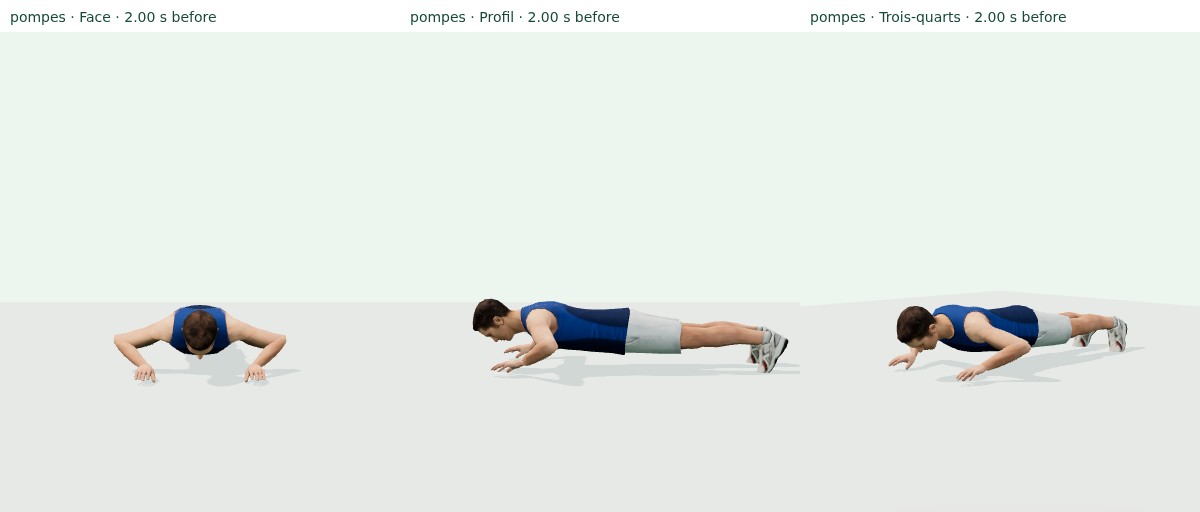 pompes · Face · 2.00 s before
pompes · Profil · 2.00 s before
pompes · Trois-quarts · 2.00 s before